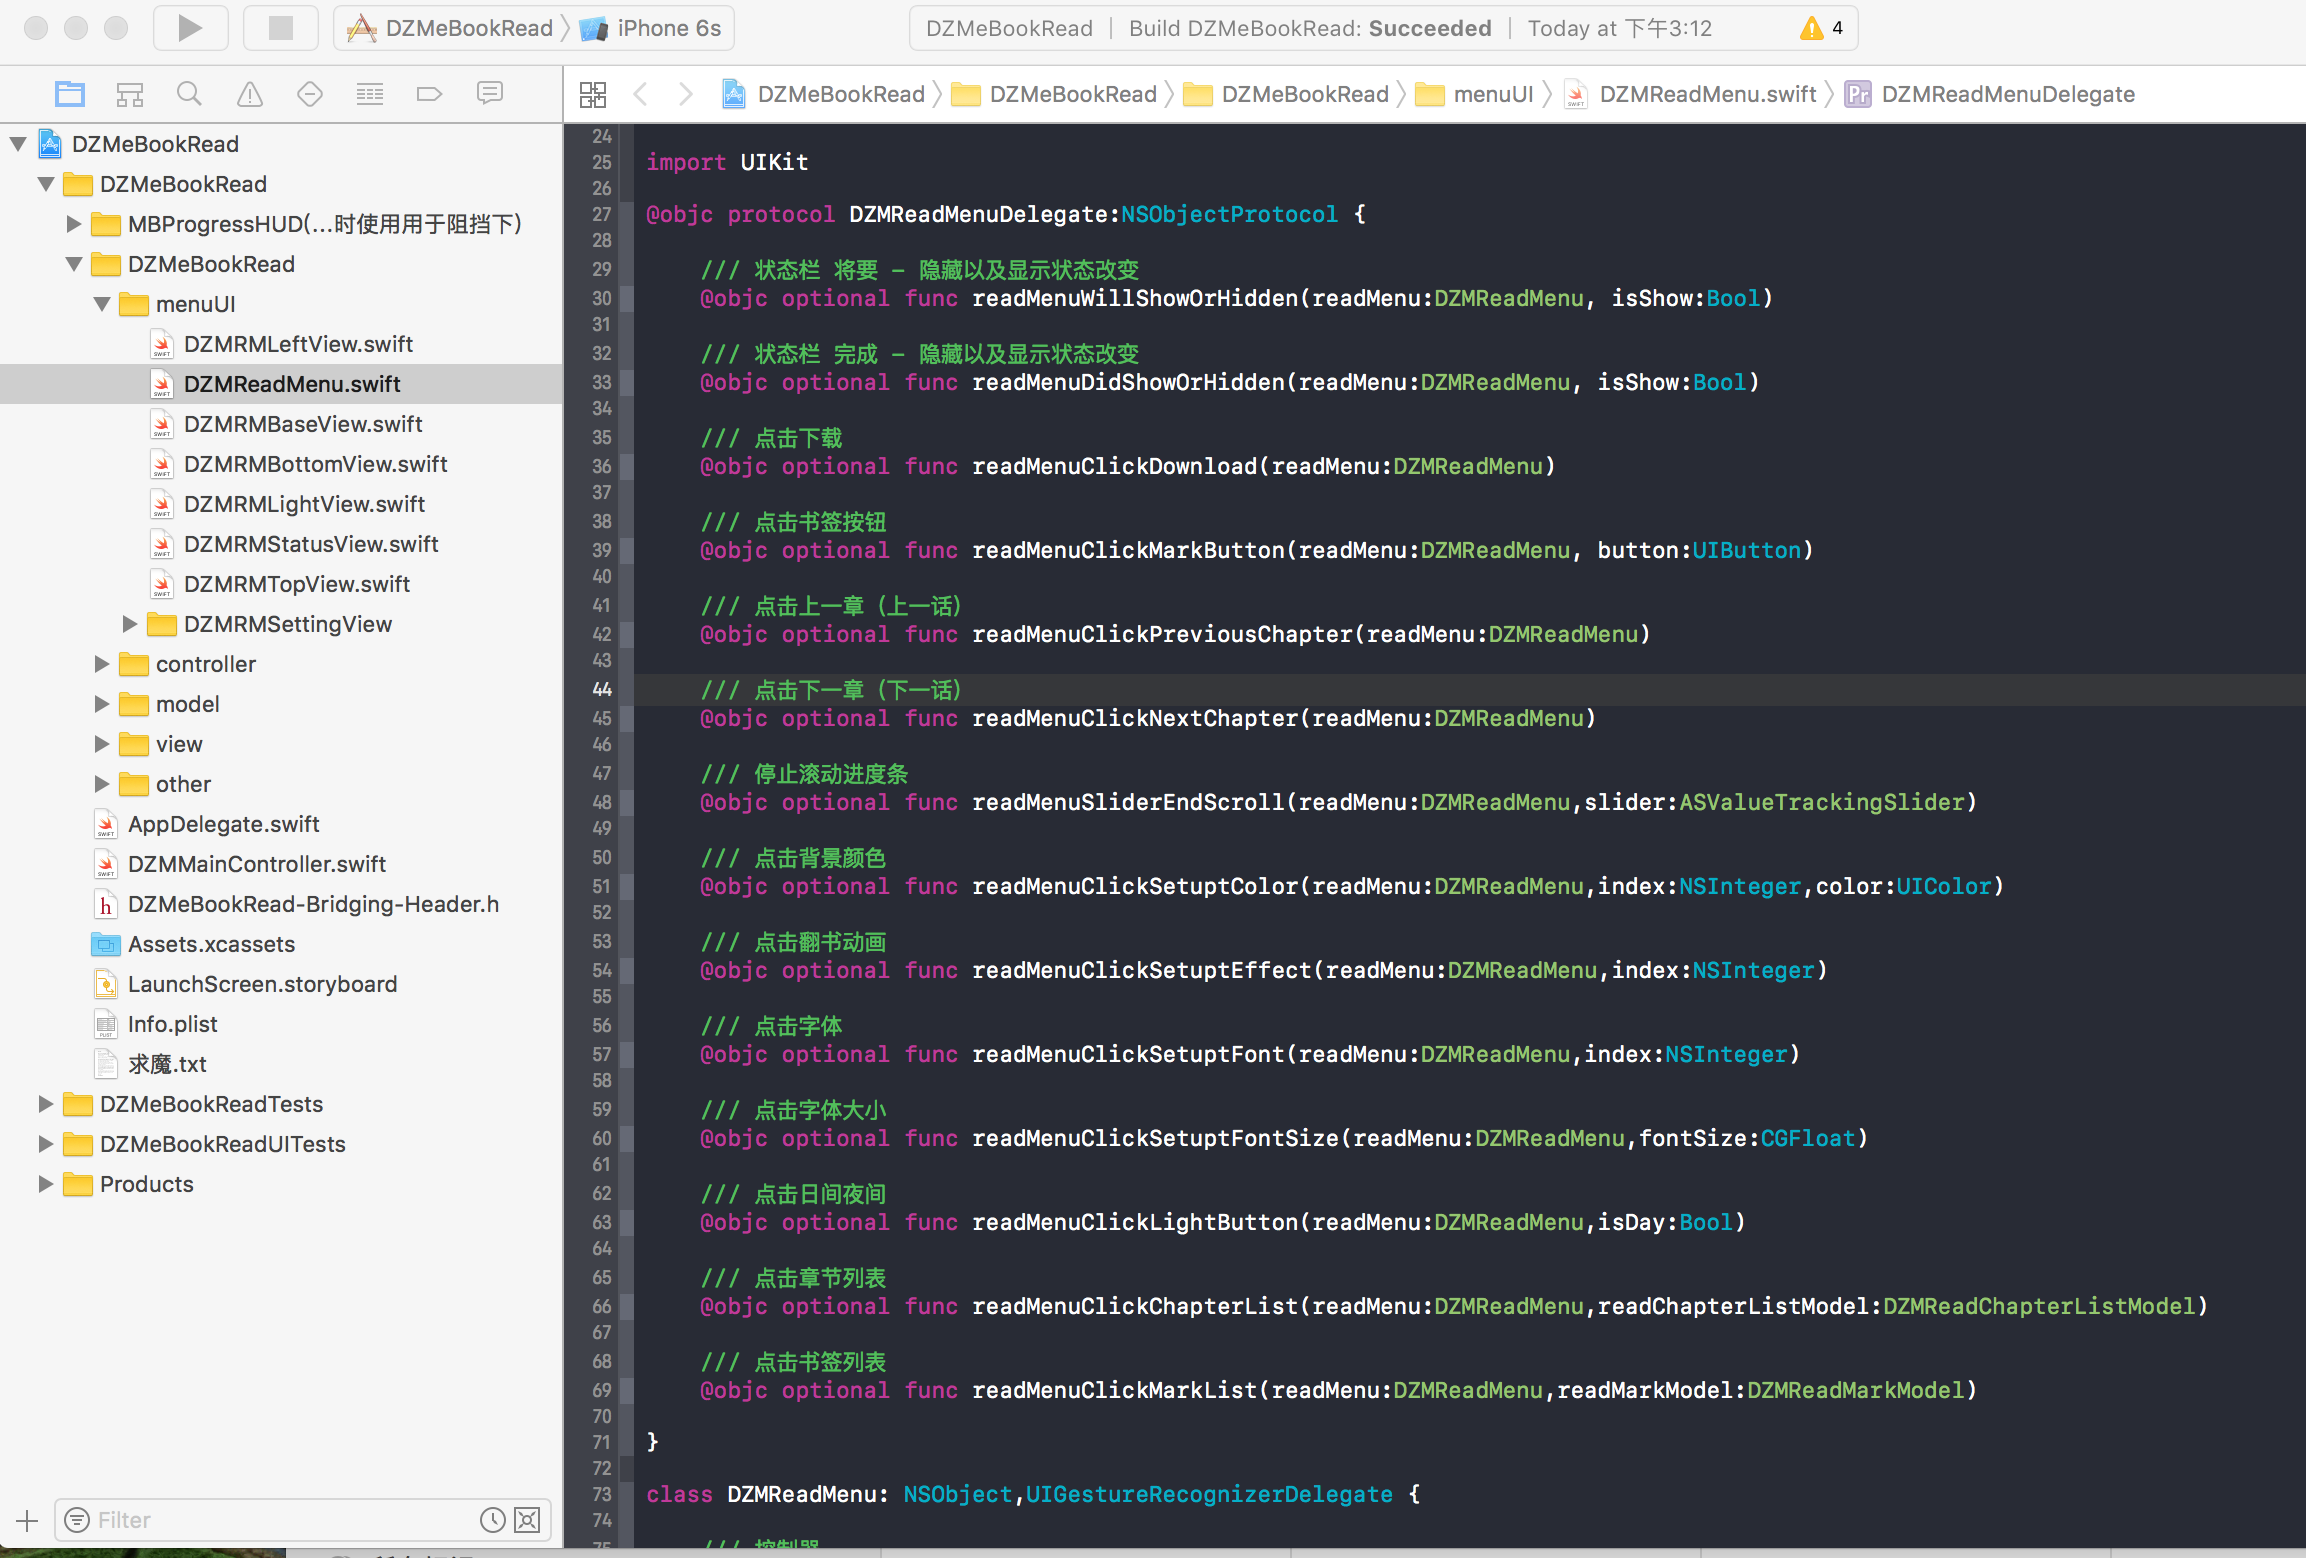 DZMeBookRead iPhone 6s
DZMeBookRead | Build DZMeBookRead: Succeeded | Today at 下午3:12
4
DZMeBookRead DZMeBookRead DZMeBookRead menuUI DZMReadMenu.swift Pr DZMReadMenuDelegate
DZMeBookRead
DZMeBookRead
MBProgressHUD(...时使用用于阻挡下)
DZMeBookRead
menuUI
DZMRMLeftView.swift
DZMReadMenu.swift
DZMRMBaseView.swift
DZMRMBottomView.swift
DZMRMLightView.swift
DZMRMStatusView.swift
DZMRMTopView.swift
DZMRMSettingView
controller
model
view
other
AppDelegate.swift
DZMMainController.swift
DZMeBookRead-Bridging-Header.h
Assets.xcassets
LaunchScreen.storyboard
Info.plist
求魔.txt
DZMeBookReadTests
DZMeBookReadUITests
Products
Filter
24
25 import UIKit
26
27 @objc protocol DZMReadMenuDelegate:NSObjectProtocol {
28
29 /// 状态栏 将要 - 隐藏以及显示状态改变
30 @objc optional func readMenuWillShowOrHidden(readMenu:DZMReadMenu, isShow:Bool)
31
32 /// 状态栏 完成 - 隐藏以及显示状态改变
33 @objc optional func readMenuDidShowOrHidden(readMenu:DZMReadMenu, isShow:Bool)
34
35 /// 点击下载
36 @objc optional func readMenuClickDownload(readMenu:DZMReadMenu)
37
38 /// 点击书签按钮
39 @objc optional func readMenuClickMarkButton(readMenu:DZMReadMenu, button:UIButton)
40
41 /// 点击上一章（上一话）
42 @objc optional func readMenuClickPreviousChapter(readMenu:DZMReadMenu)
43
44 /// 点击下一章（下一话）
45 @objc optional func readMenuClickNextChapter(readMenu:DZMReadMenu)
46
47 /// 停止滚动进度条
48 @objc optional func readMenuSliderEndScroll(readMenu:DZMReadMenu,slider:ASValueTrackingSlider)
49
50 /// 点击背景颜色
51 @objc optional func readMenuClickSetuptColor(readMenu:DZMReadMenu,index:NSInteger,color:UIColor)
52
53 /// 点击翻书动画
54 @objc optional func readMenuClickSetuptEffect(readMenu:DZMReadMenu,index:NSInteger)
55
56 /// 点击字体
57 @objc optional func readMenuClickSetuptFont(readMenu:DZMReadMenu,index:NSInteger)
58
59 /// 点击字体大小
60 @objc optional func readMenuClickSetuptFontSize(readMenu:DZMReadMenu,fontSize:CGFloat)
61
62 /// 点击日间夜间
63 @objc optional func readMenuClickLightButton(readMenu:DZMReadMenu,isDay:Bool)
64
65 /// 点击章节列表
66 @objc optional func readMenuClickChapterList(readMenu:DZMReadMenu,readChapterListModel:DZMReadChapterListModel)
67
68 /// 点击书签列表
69 @objc optional func readMenuClickMarkList(readMenu:DZMReadMenu,readMarkModel:DZMReadMarkModel)
70
71 }
72
73 class DZMReadMenu: NSObject,UIGestureRecognizerDelegate {
74
75 /// 控制器